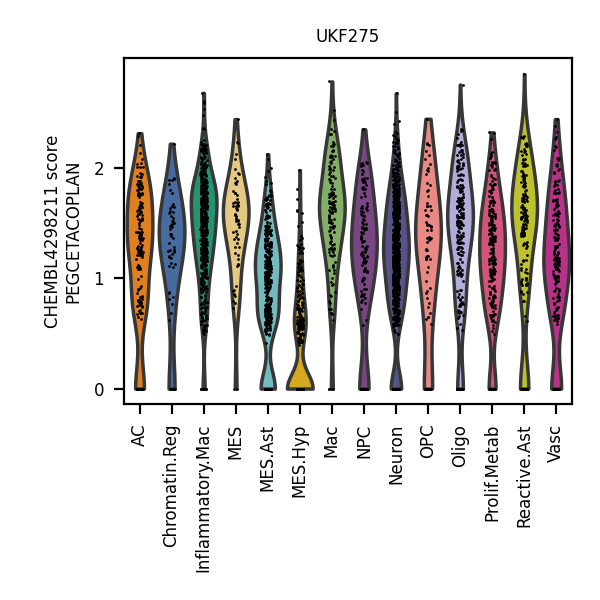 UKF275
CHEMBL4298211 score
PEGCETACOPLAN
2
1
0
AC
Chromatin.Reg
Inflammatory.Mac
MES
MES.Ast
MES.Hyp
Mac
NPC
Neuron
OPC
Oligo
Prolif.Metab
Reactive.Ast
Vasc